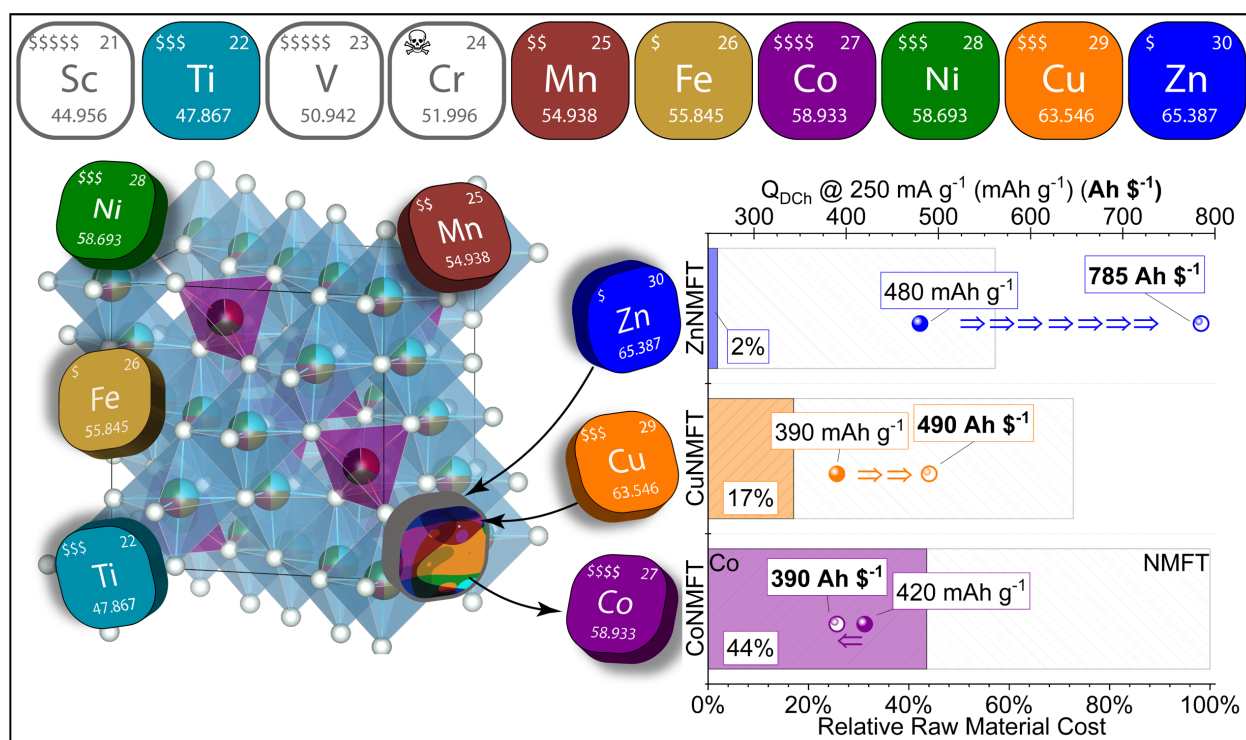 $$$$$ 21
Sc
44.956
$$$ 22
Ti
47.867
$$$$$ 23
V
50.942
24
Cr
51.996
$$ 25
Mn
54.938
$ 26
Fe
55.845
$$$$ 27
Co
58.933
$$$ 28
Ni
58.693
$$$ 29
Cu
63.546
$ 30
Zn
65.387
$$$ 28
Ni
58.693
$$ 25
Mn
54.938
$ 26
Fe
55.845
$$$ 22
Ti
47.867
$ 30
Zn
65.387
$$$ 29
Cu
63.546
$$$$ 27
Co
58.933
Q_DCh @ 250 mA g⁻¹ (mAh g⁻¹) (Ah $⁻¹)
300 400 500 600 700 800
ZnNMFT
480 mAh g⁻¹
785 Ah $⁻¹
2%
CuNMFT
390 mAh g⁻¹
490 Ah $⁻¹
17%
CoNMFT
Co
NMFT
390 Ah $⁻¹
420 mAh g⁻¹
44%
0% 20% 40% 60% 80% 100%
Relative Raw Material Cost